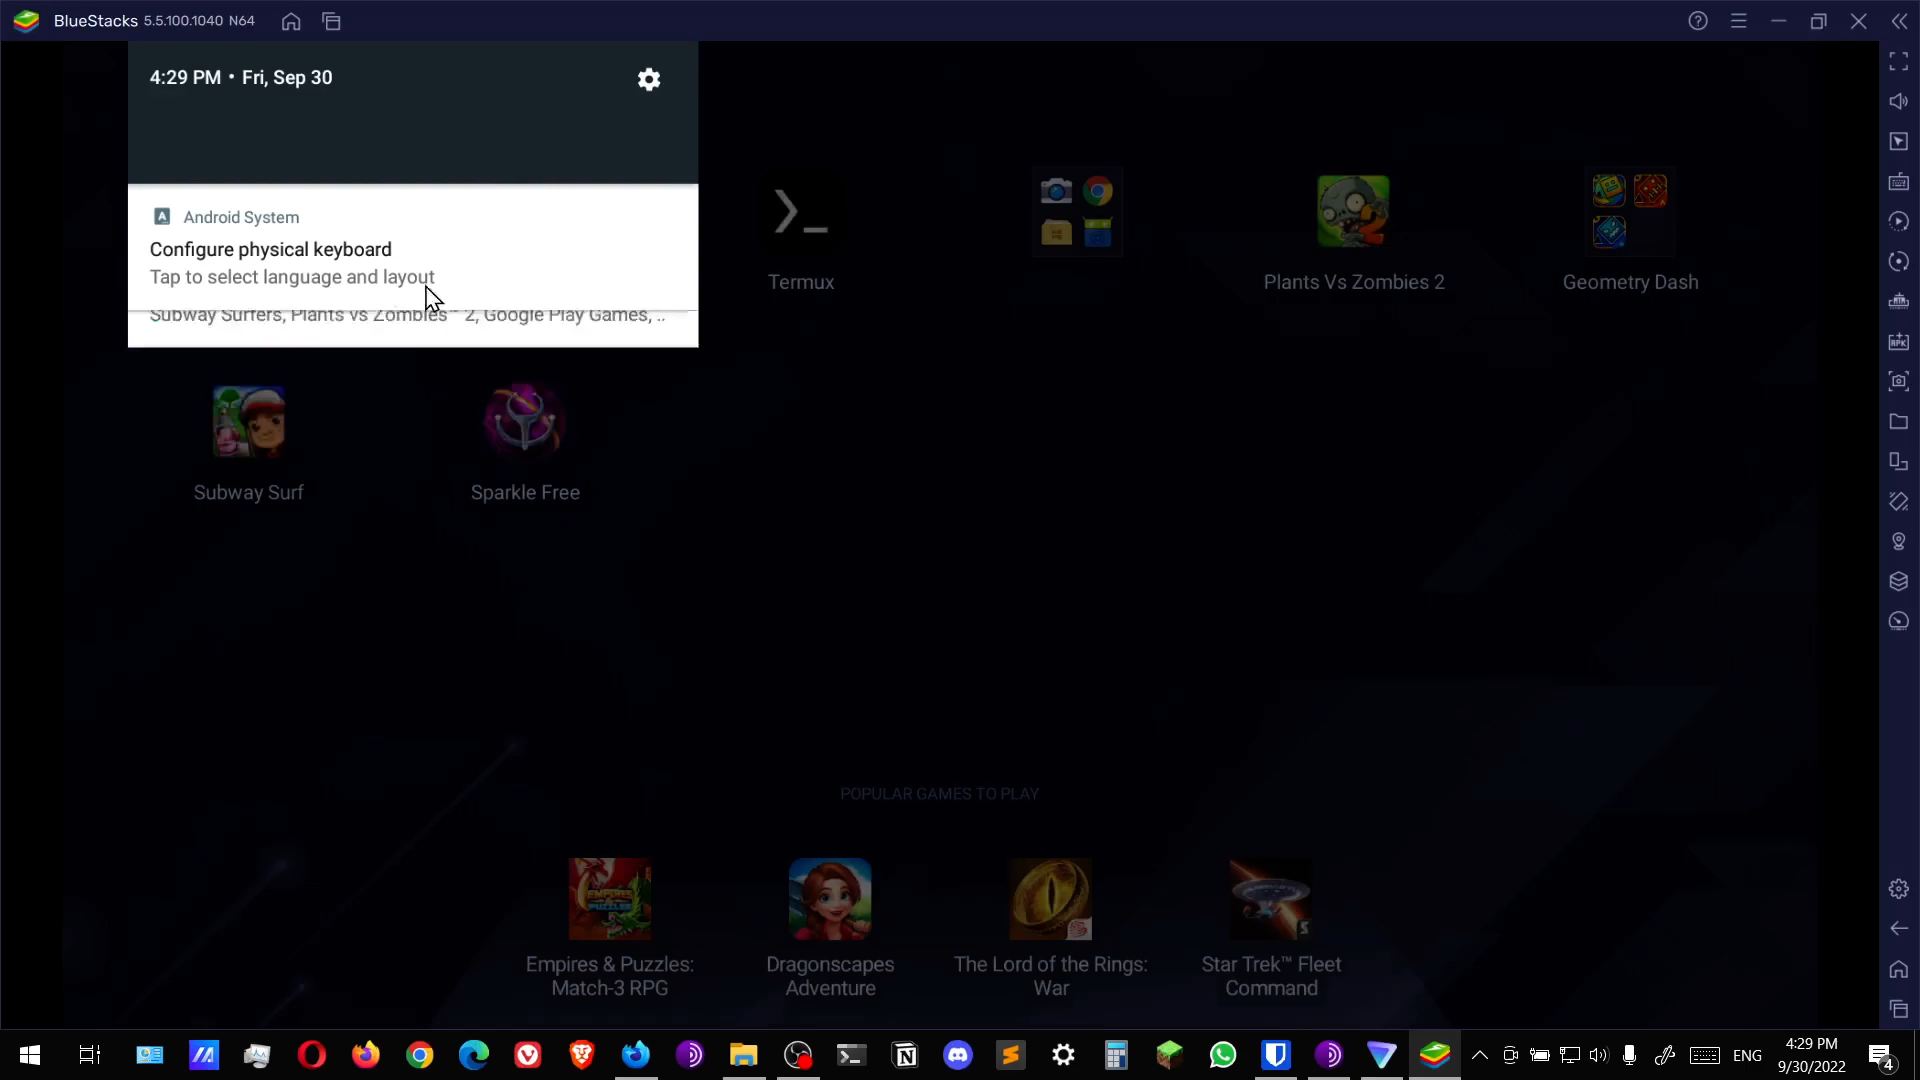 BlueStacks 5.5.100.1040 N64
4:29 PM • Fri, Sep 30
Android System
Configure physical keyboard
Tap to select language and layout
Subway Surfers, Plants vs Zombies™ 2, Google Play Games, ..
Termux
Plants Vs Zombies 2
Geometry Dash
Subway Surf
Sparkle Free
POPULAR GAMES TO PLAY
Empires & Puzzles:
Match-3 RPG
Dragonscapes
Adventure
The Lord of the Rings:
War
Star Trek™ Fleet
Command
ENG
4:29 PM
9/30/2022
4